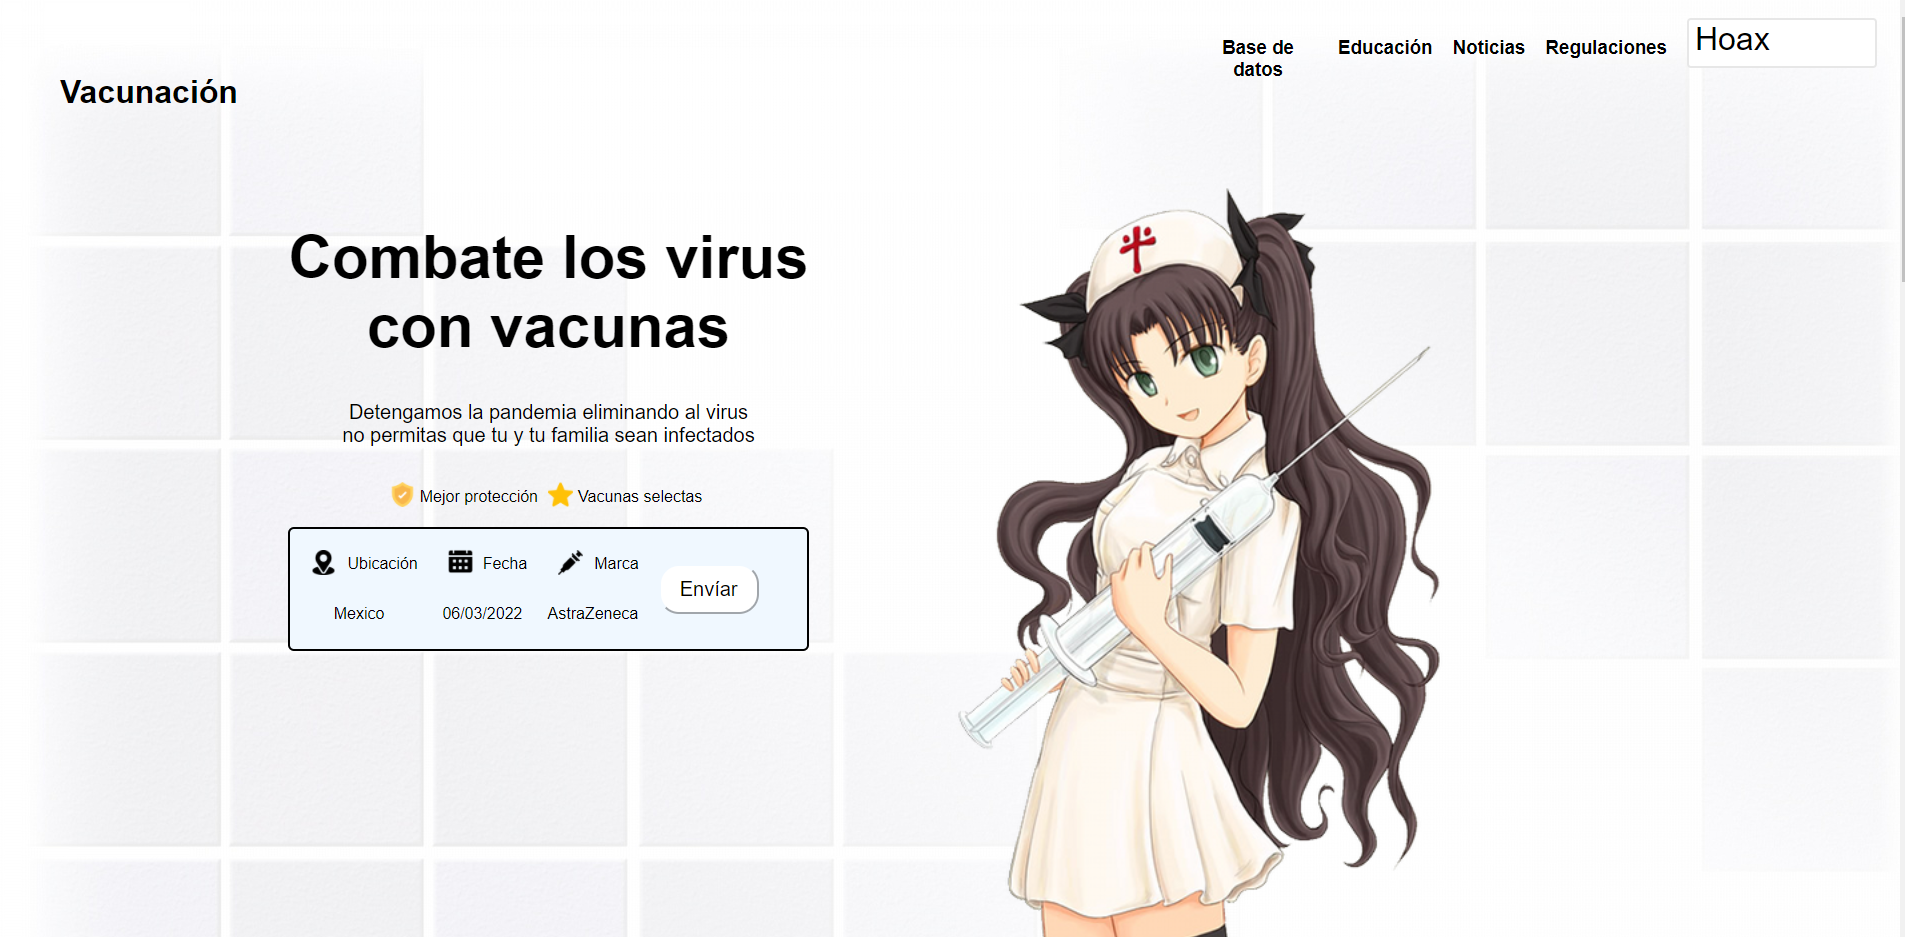 Base de
datos
Educación
Noticias
Regulaciones
Hoax
Vacunación
Combate los virus
con vacunas
Detengamos la pandemia eliminando al virus
no permitas que tu y tu familia sean infectados
Mejor protección
Vacunas selectas
Ubicación
Fecha
Marca
Envíar
Mexico
06/03/2022
AstraZeneca